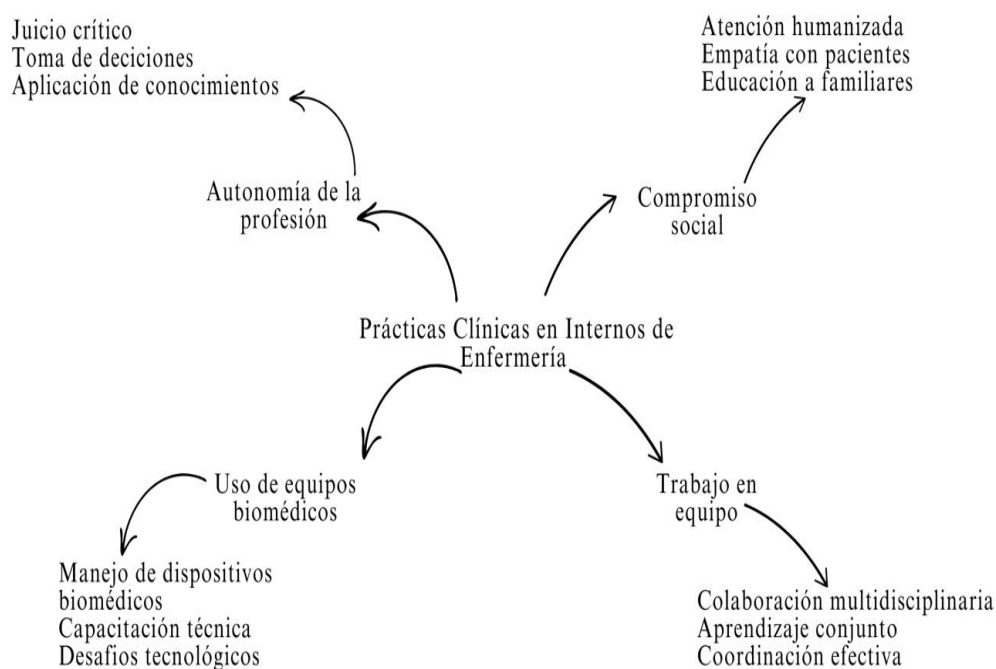 Juicio crítico
Toma de deciciones
Aplicación de conocimientos
Atención humanizada
Empatía con pacientes
Educación a familiares
Autonomía de la
profesión
Compromiso
social
Prácticas Clínicas en Internos de
Enfermería
Uso de equipos
biomédicos
Trabajo en
equipo
Manejo de dispositivos
biomédicos
Capacitación técnica
Desafios tecnológicos
Colaboración multidisciplinaria
Aprendizaje conjunto
Coordinación efectiva